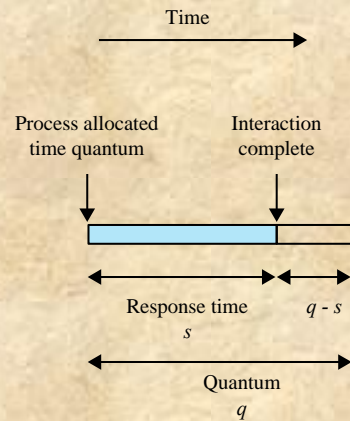 Time
Process allocated
time quantum
Interaction
complete
Response time
s
q - s
Quantum
q